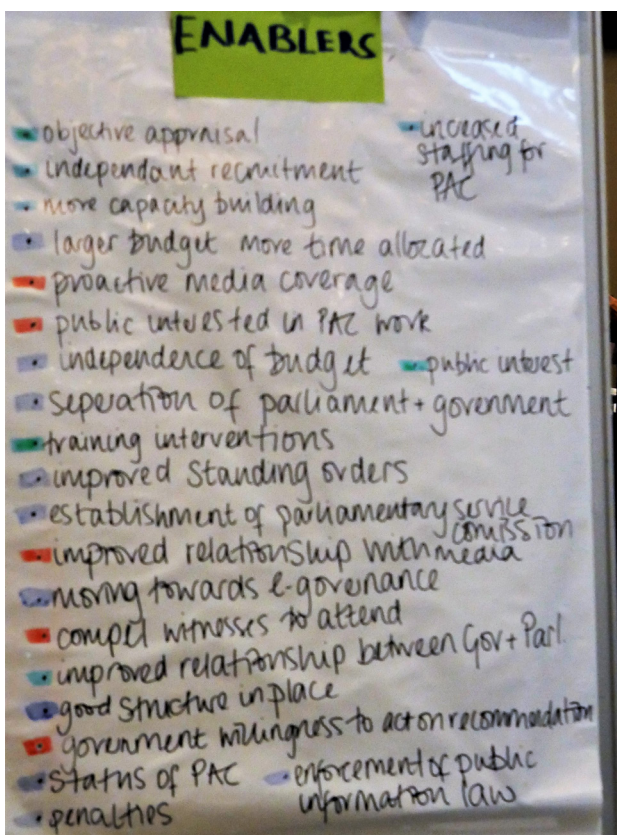 ENABLERS
objective appraisal
increased
staffing for
PAC
independant recruitment
more capacity building
larger budget more time allocated
proactive media coverage
public interested in PAC work
independence of budget
public interest
seperation of parliament + government
training interventions
improved Standing orders
establishment of parliamentary service
comission
improved relationship with media
moving towards e-governance
compel witnesses to attend
improved relationship between Gov + Parl.
good structure in place
government willingness to act on recommendation
status of PAC
enforcement of public
information law
penalties